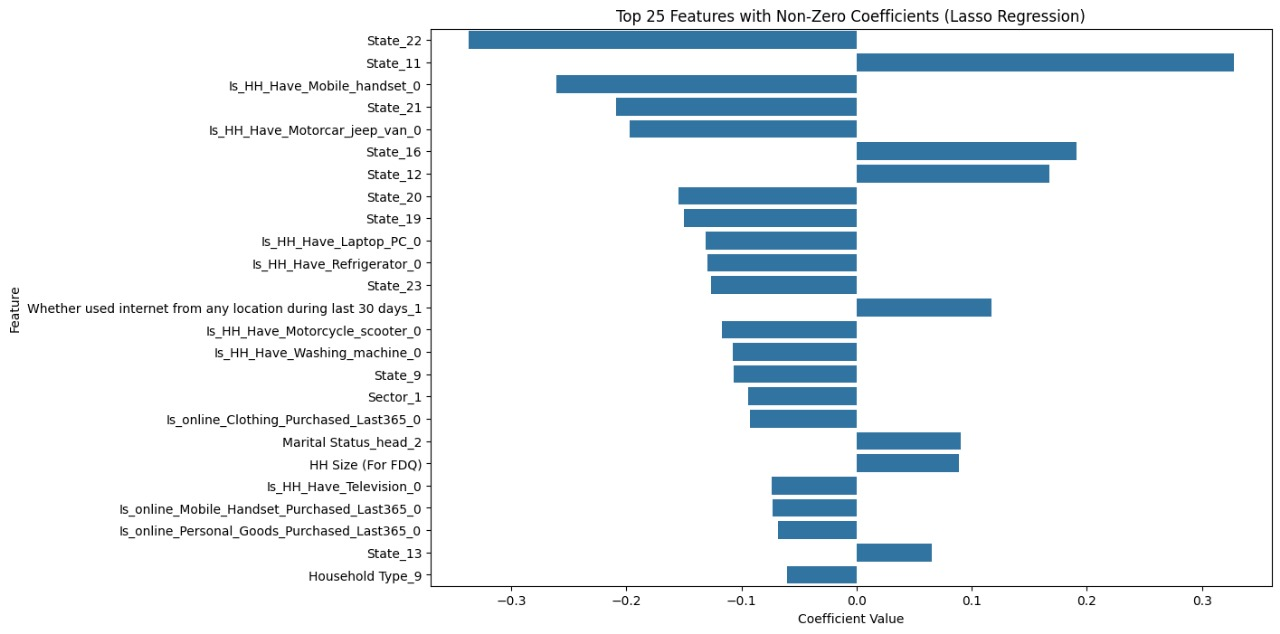 Top 25 Features with Non-Zero Coefficients (Lasso Regression)
Feature
State_22
State_11
Is_HH_Have_Mobile_handset_0
State_21
Is_HH_Have_Motorcar_jeep_van_0
State_16
State_12
State_20
State_19
Is_HH_Have_Laptop_PC_0
Is_HH_Have_Refrigerator_0
State_23
Whether used internet from any location during last 30 days_1
Is_HH_Have_Motorcycle_scooter_0
Is_HH_Have_Washing_machine_0
State_9
Sector_1
Is_online_Clothing_Purchased_Last365_0
Marital Status_head_2
HH Size (For FDQ)
Is_HH_Have_Television_0
Is_online_Mobile_Handset_Purchased_Last365_0
Is_online_Personal_Goods_Purchased_Last365_0
State_13
Household Type_9
−0.3 −0.2 −0.1 0.0 0.1 0.2 0.3
Coefficient Value